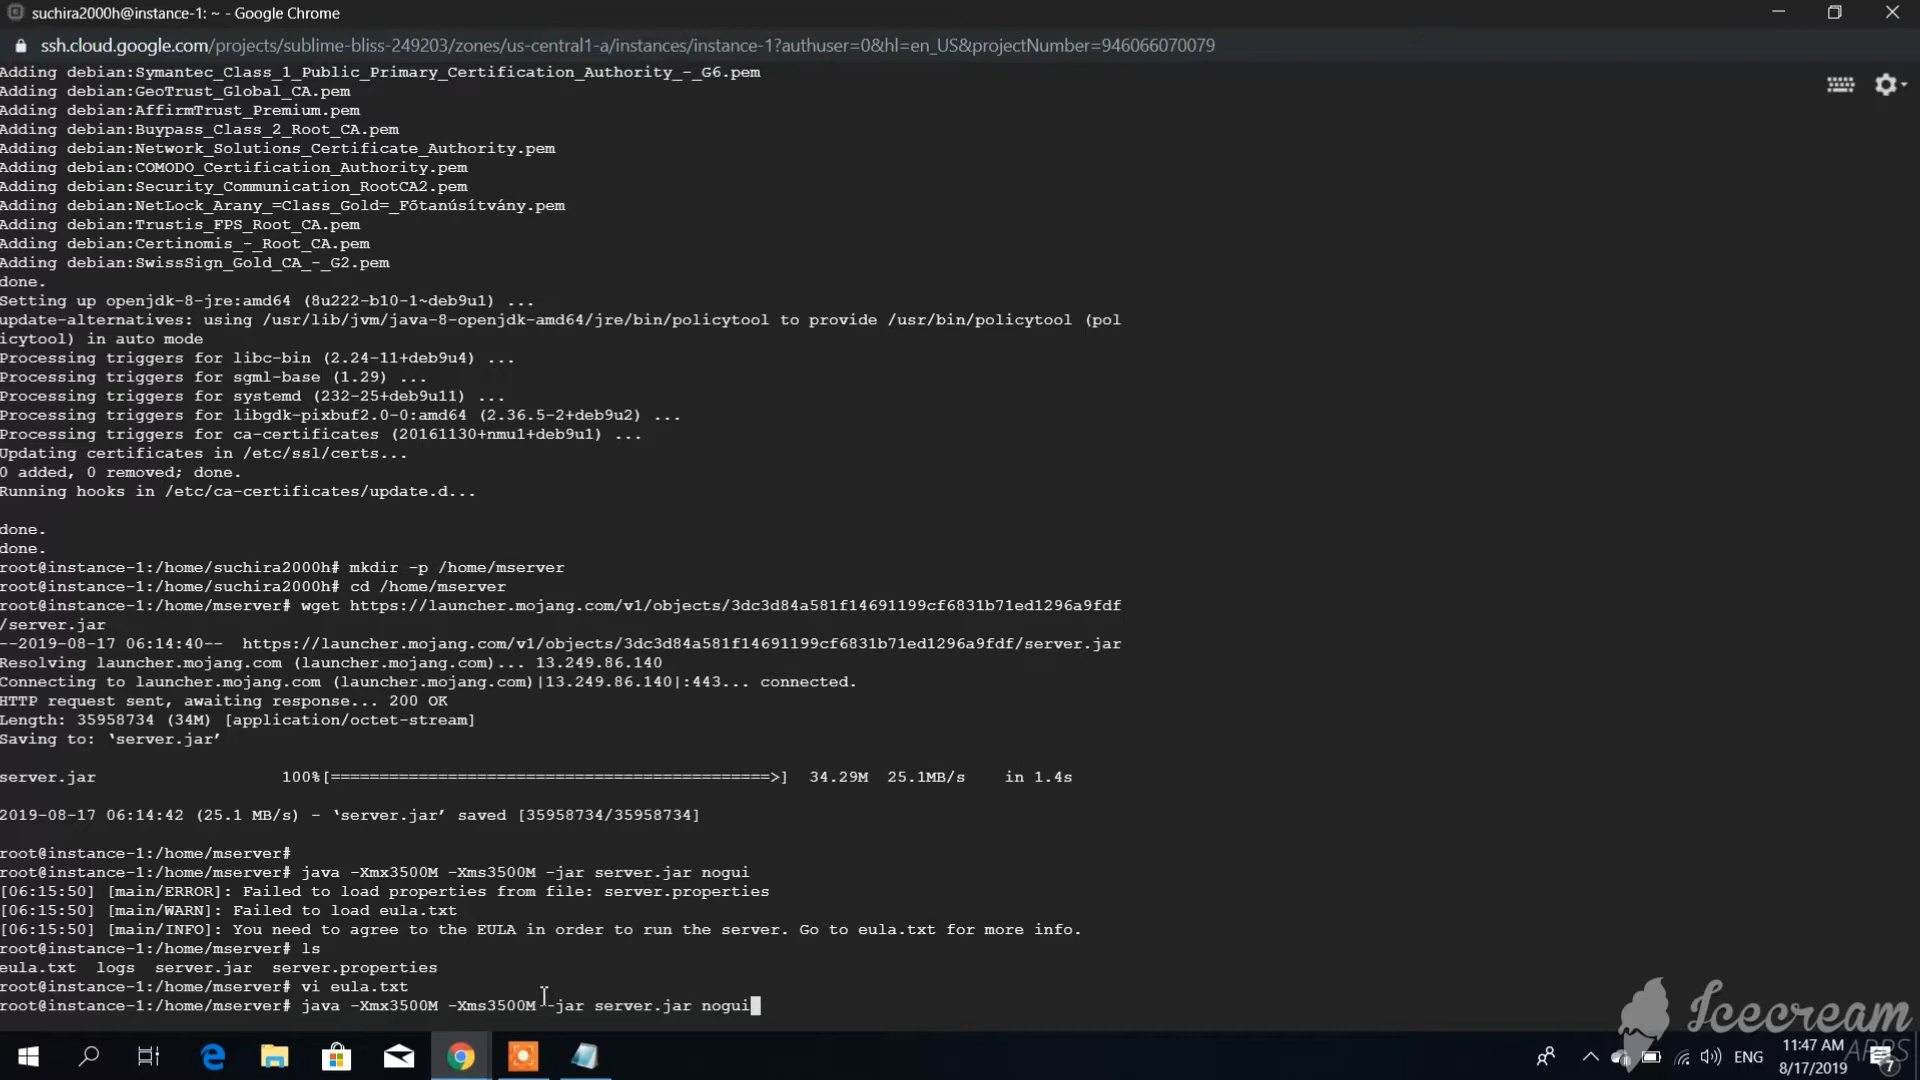 suchira2000h@instance-1: ~ - Google Chrome
ssh.cloud.google.com/projects/sublime-bliss-249203/zones/us-central1-a/instances/instance-1?authuser=0&hl=en_US&projectNumber=946066070079
Adding debian:Symantec_Class_1_Public_Primary_Certification_Authority_-_G6.pem
Adding debian:GeoTrust_Global_CA.pem
Adding debian:AffirmTrust_Premium.pem
Adding debian:Buypass_Class_2_Root_CA.pem
Adding debian:Network_Solutions_Certificate_Authority.pem
Adding debian:COMODO_Certification_Authority.pem
Adding debian:Security_Communication_RootCA2.pem
Adding debian:NetLock_Arany_=Class_Gold=_Főtanúsítvány.pem
Adding debian:Trustis_FPS_Root_CA.pem
Adding debian:Certinomis_-_Root_CA.pem
Adding debian:SwissSign_Gold_CA_-_G2.pem
done.
Setting up openjdk-8-jre:amd64 (8u222-b10-1~deb9u1) ...
update-alternatives: using /usr/lib/jvm/java-8-openjdk-amd64/jre/bin/policytool to provide /usr/bin/policytool (pol
icytool) in auto mode
Processing triggers for libc-bin (2.24-11+deb9u4) ...
Processing triggers for sgml-base (1.29) ...
Processing triggers for systemd (232-25+deb9u11) ...
Processing triggers for libgdk-pixbuf2.0-0:amd64 (2.36.5-2+deb9u2) ...
Processing triggers for ca-certificates (20161130+nmu1+deb9u1) ...
Updating certificates in /etc/ssl/certs...
0 added, 0 removed; done.
Running hooks in /etc/ca-certificates/update.d...
done.
done.
root@instance-1:/home/suchira2000h# mkdir -p /home/mserver
root@instance-1:/home/suchira2000h# cd /home/mserver
root@instance-1:/home/mserver# wget https://launcher.mojang.com/v1/objects/3dc3d84a581f14691199cf6831b71ed1296a9fdf
/server.jar
--2019-08-17 06:14:40--  https://launcher.mojang.com/v1/objects/3dc3d84a581f14691199cf6831b71ed1296a9fdf/server.jar
Resolving launcher.mojang.com (launcher.mojang.com)... 13.249.86.140
Connecting to launcher.mojang.com (launcher.mojang.com)|13.249.86.140|:443... connected.
HTTP request sent, awaiting response... 200 OK
Length: 35958734 (34M) [application/octet-stream]
Saving to: ‘server.jar’
server.jar 100%[=============================================>] 34.29M 25.1MB/s in 1.4s
2019-08-17 06:14:42 (25.1 MB/s) - ‘server.jar’ saved [35958734/35958734]
root@instance-1:/home/mserver#
root@instance-1:/home/mserver# java -Xmx3500M -Xms3500M -jar server.jar nogui
[06:15:50] [main/ERROR]: Failed to load properties from file: server.properties
[06:15:50] [main/WARN]: Failed to load eula.txt
[06:15:50] [main/INFO]: You need to agree to the EULA in order to run the server. Go to eula.txt for more info.
root@instance-1:/home/mserver# ls
eula.txt  logs  server.jar  server.properties
root@instance-1:/home/mserver# vi eula.txt
root@instance-1:/home/mserver# java -Xmx3500M -Xms3500M -jar server.jar nogui
Icecream
APPS
ENG
11:47 AM
8/17/2019
7